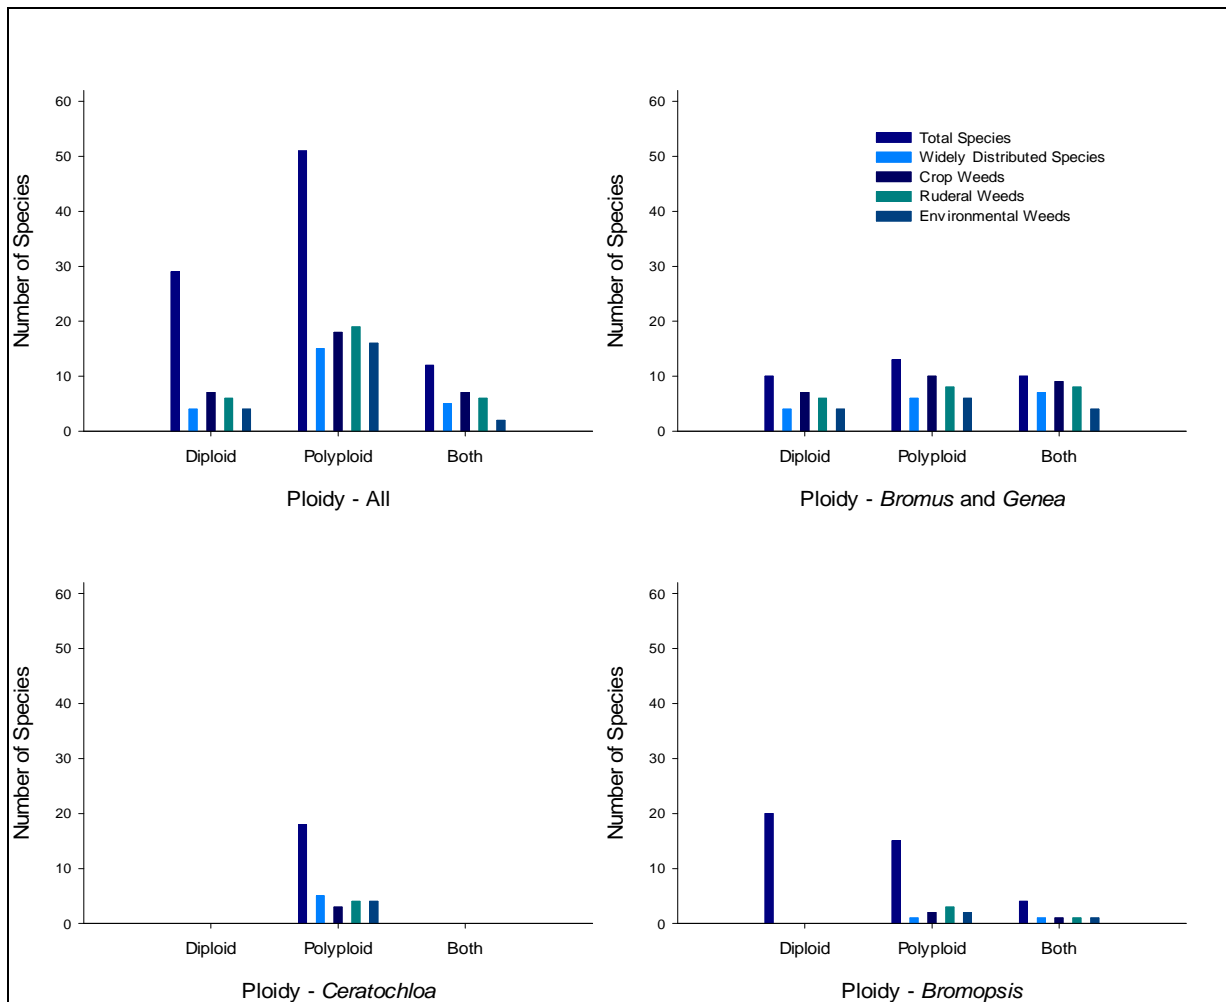 Number of Species
60
50
40
30
20
10
0
Diploid Polyploid Both
Ploidy - All
Number of Species
60
50
40
30
20
10
0
Total Species
Widely Distributed Species
Crop Weeds
Ruderal Weeds
Environmental Weeds
Diploid Polyploid Both
Ploidy - Bromus and Genea
Number of Species
60
50
40
30
20
10
0
Diploid Polyploid Both
Ploidy - Ceratochloa
Number of Species
60
50
40
30
20
10
0
Diploid Polyploid Both
Ploidy - Bromopsis